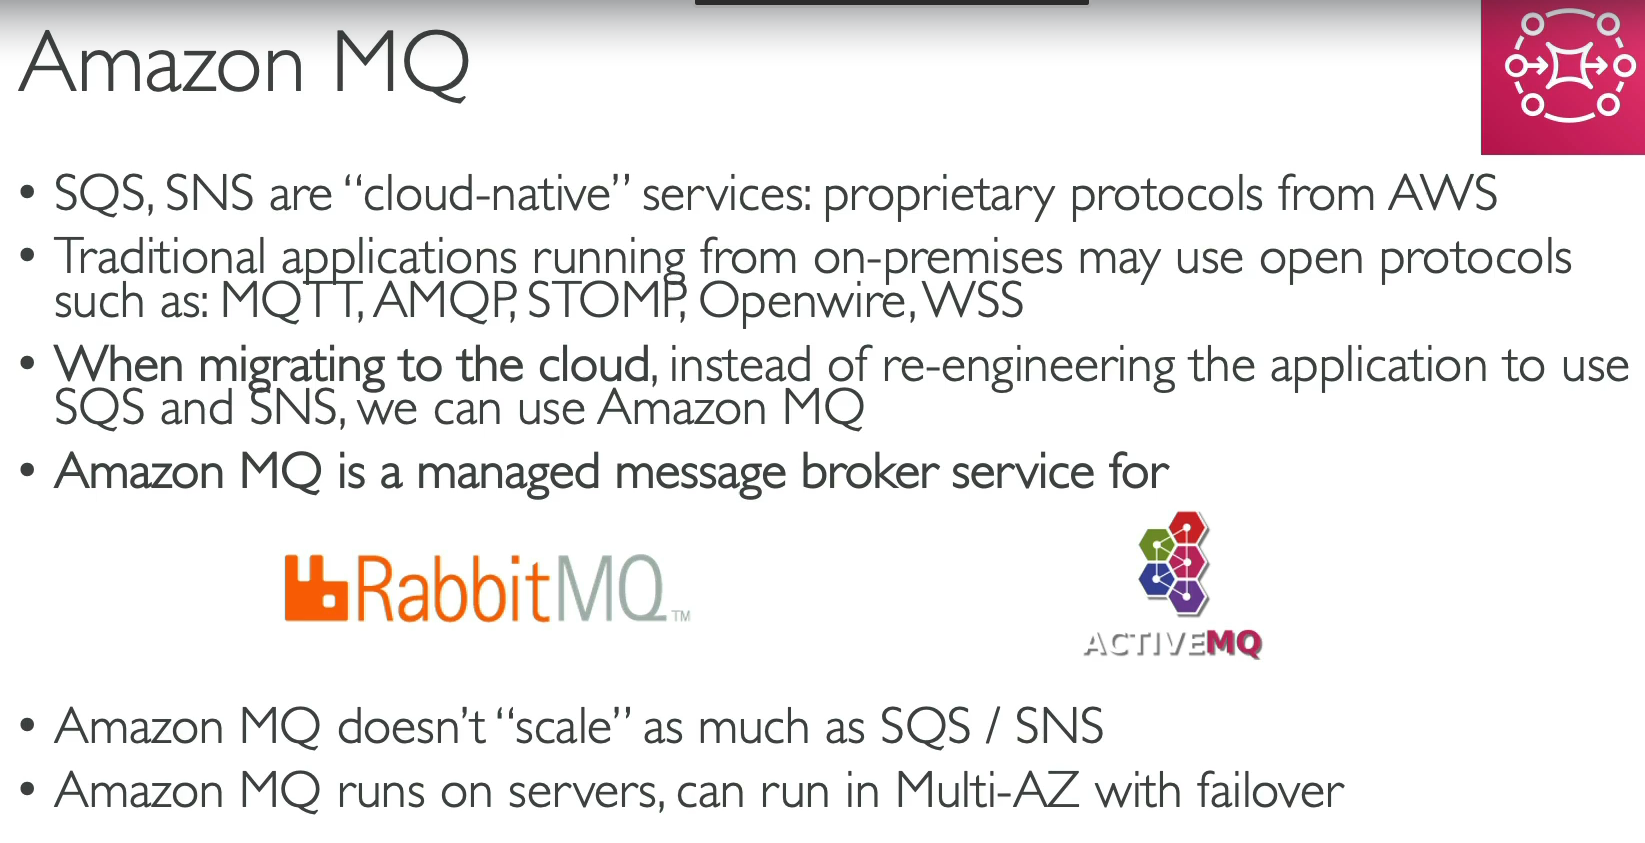 Amazon MQ
• SQS, SNS are “cloud-native” services: proprietary protocols from AWS
• Traditional applications running from on-premises may use open protocols
such as: MQTT, AMQP, STOMP, Openwire, WSS
• When migrating to the cloud, instead of re-engineering the application to use
SQS and SNS, we can use Amazon MQ
• Amazon MQ is a managed message broker service for
RabbitMQ™
ACTIVEMQ
• Amazon MQ doesn’t “scale” as much as SQS / SNS
• Amazon MQ runs on servers, can run in Multi-AZ with failover